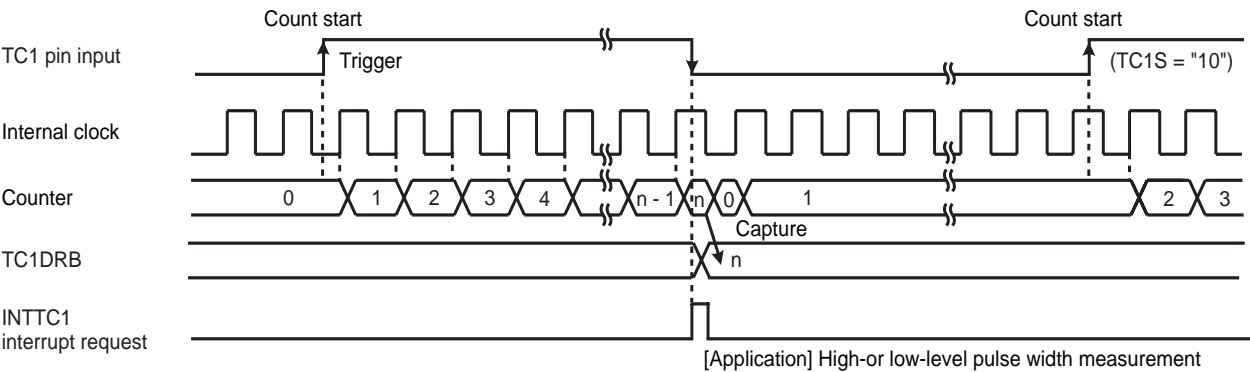 Count start Count start
TC1 pin input Trigger (TC1S = "10")
Internal clock
Counter 0 1 2 3 4 n - 1 n 0 1 2 3
Capture
TC1DRB n
INTTC1
interrupt request
[Application] High-or low-level pulse width measurement